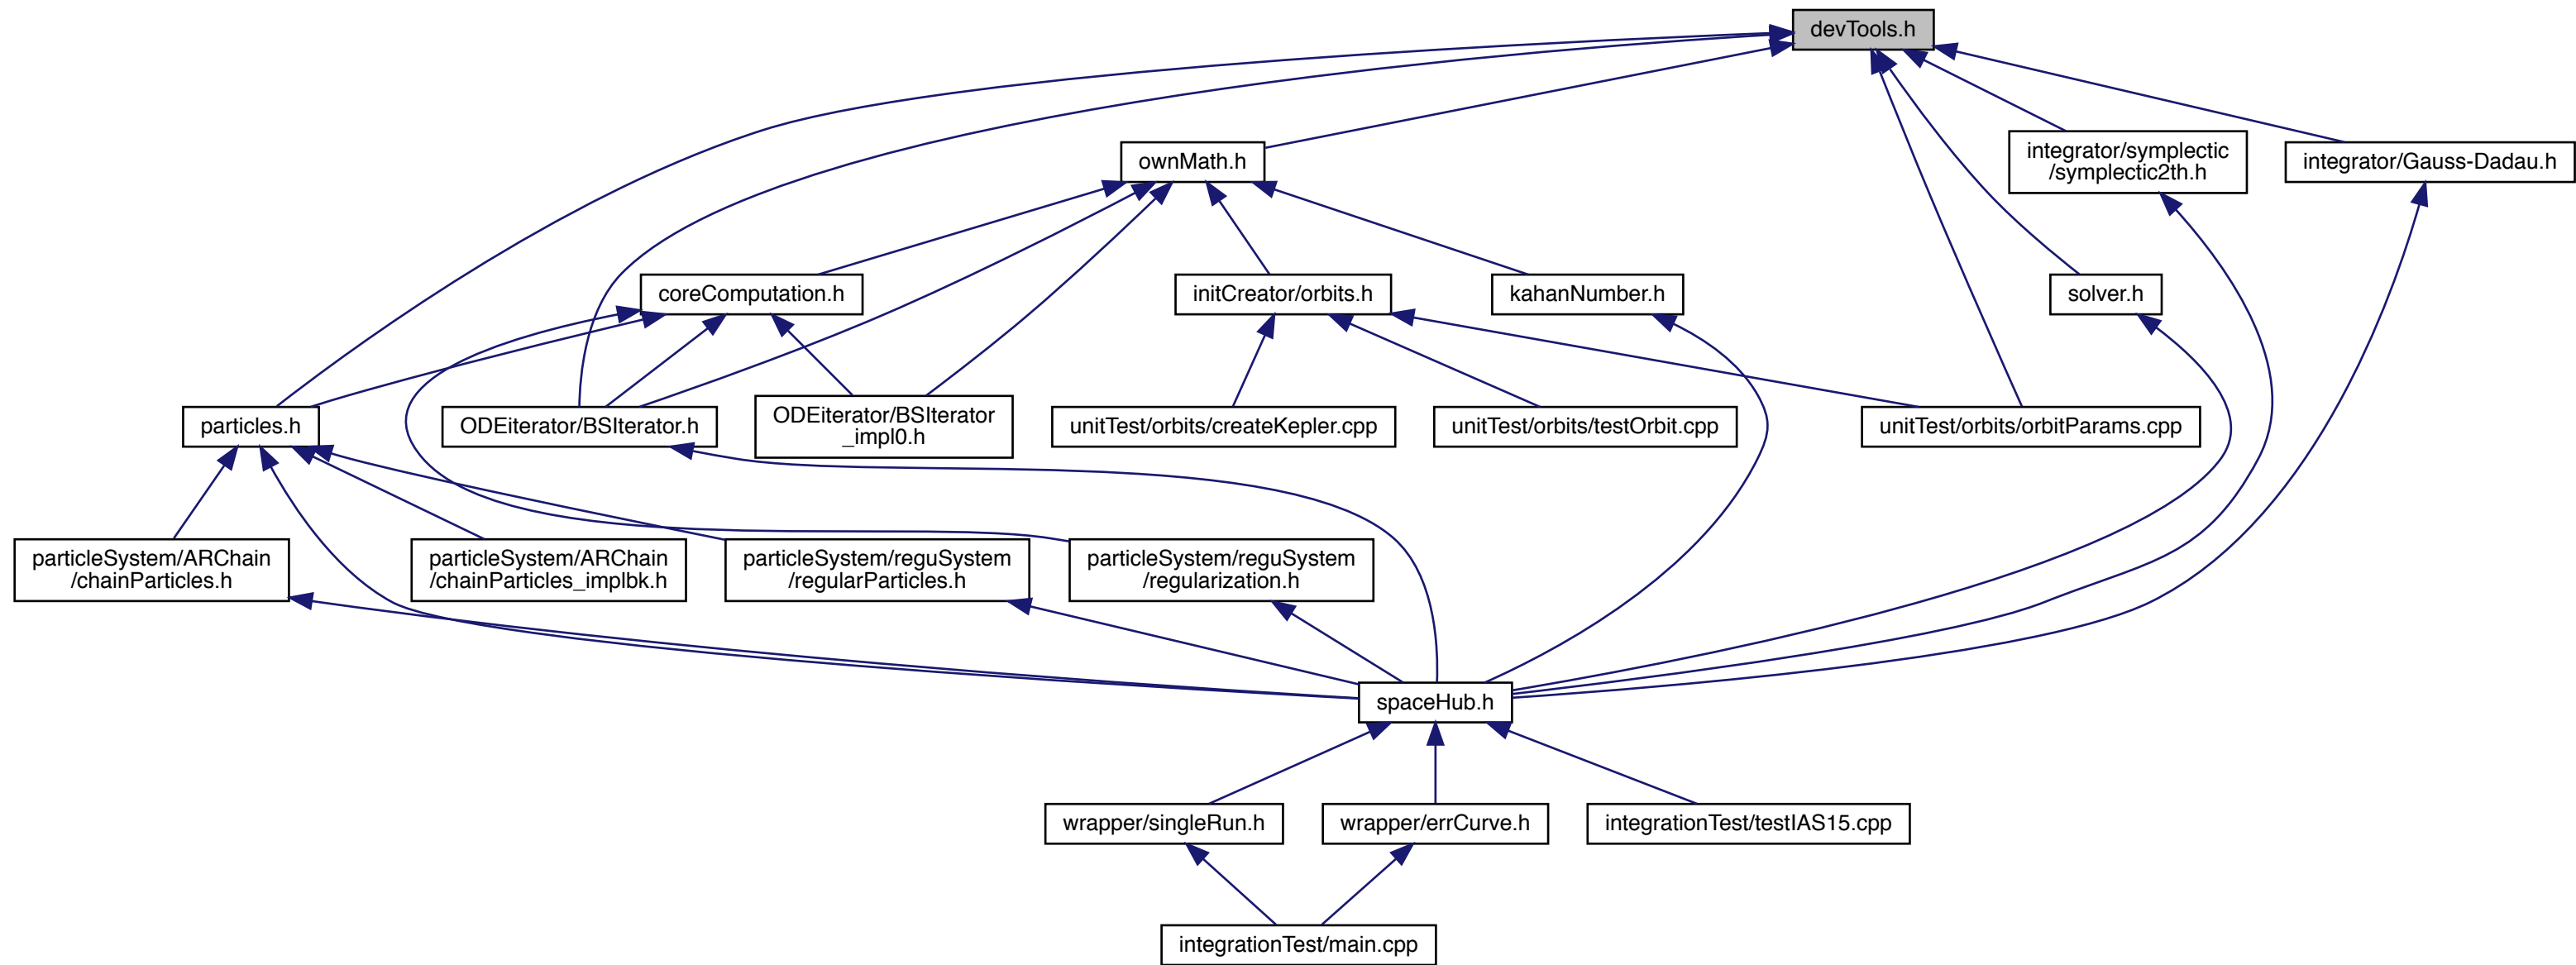 devTools.h
ownMath.h
integrator/symplectic
/symplectic2th.h
integrator/Gauss-Dadau.h
coreComputation.h
initCreator/orbits.h
kahanNumber.h
solver.h
particles.h
ODEiterator/BSIterator.h
ODEiterator/BSIterator
_impl0.h
unitTest/orbits/createKepler.cpp
unitTest/orbits/testOrbit.cpp
unitTest/orbits/orbitParams.cpp
particleSystem/ARChain
/chainParticles.h
particleSystem/ARChain
/chainParticles_implbk.h
particleSystem/reguSystem
/regularParticles.h
particleSystem/reguSystem
/regularization.h
spaceHub.h
wrapper/singleRun.h
wrapper/errCurve.h
integrationTest/testIAS15.cpp
integrationTest/main.cpp